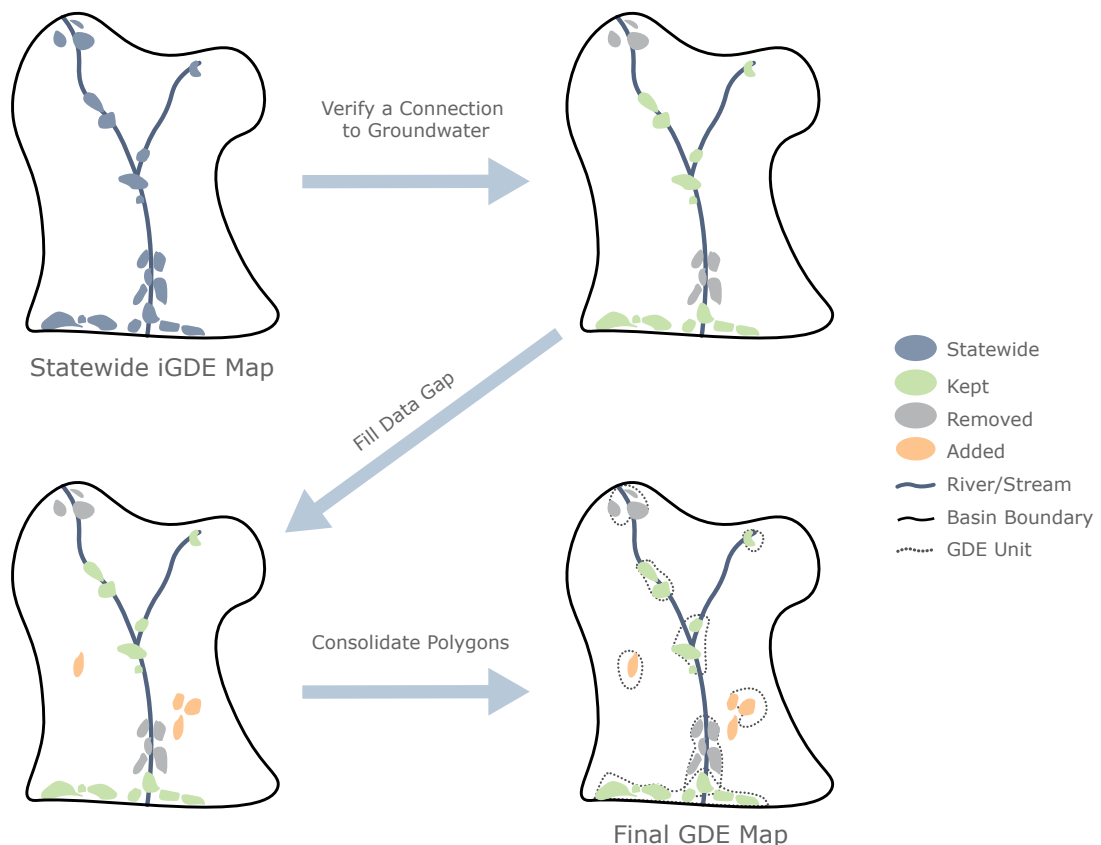 Verify a Connection
to Groundwater
Statewide iGDE Map
Fill Data Gap
Statewide
Kept
Removed
Added
River/Stream
Basin Boundary
GDE Unit
Consolidate Polygons
Final GDE Map